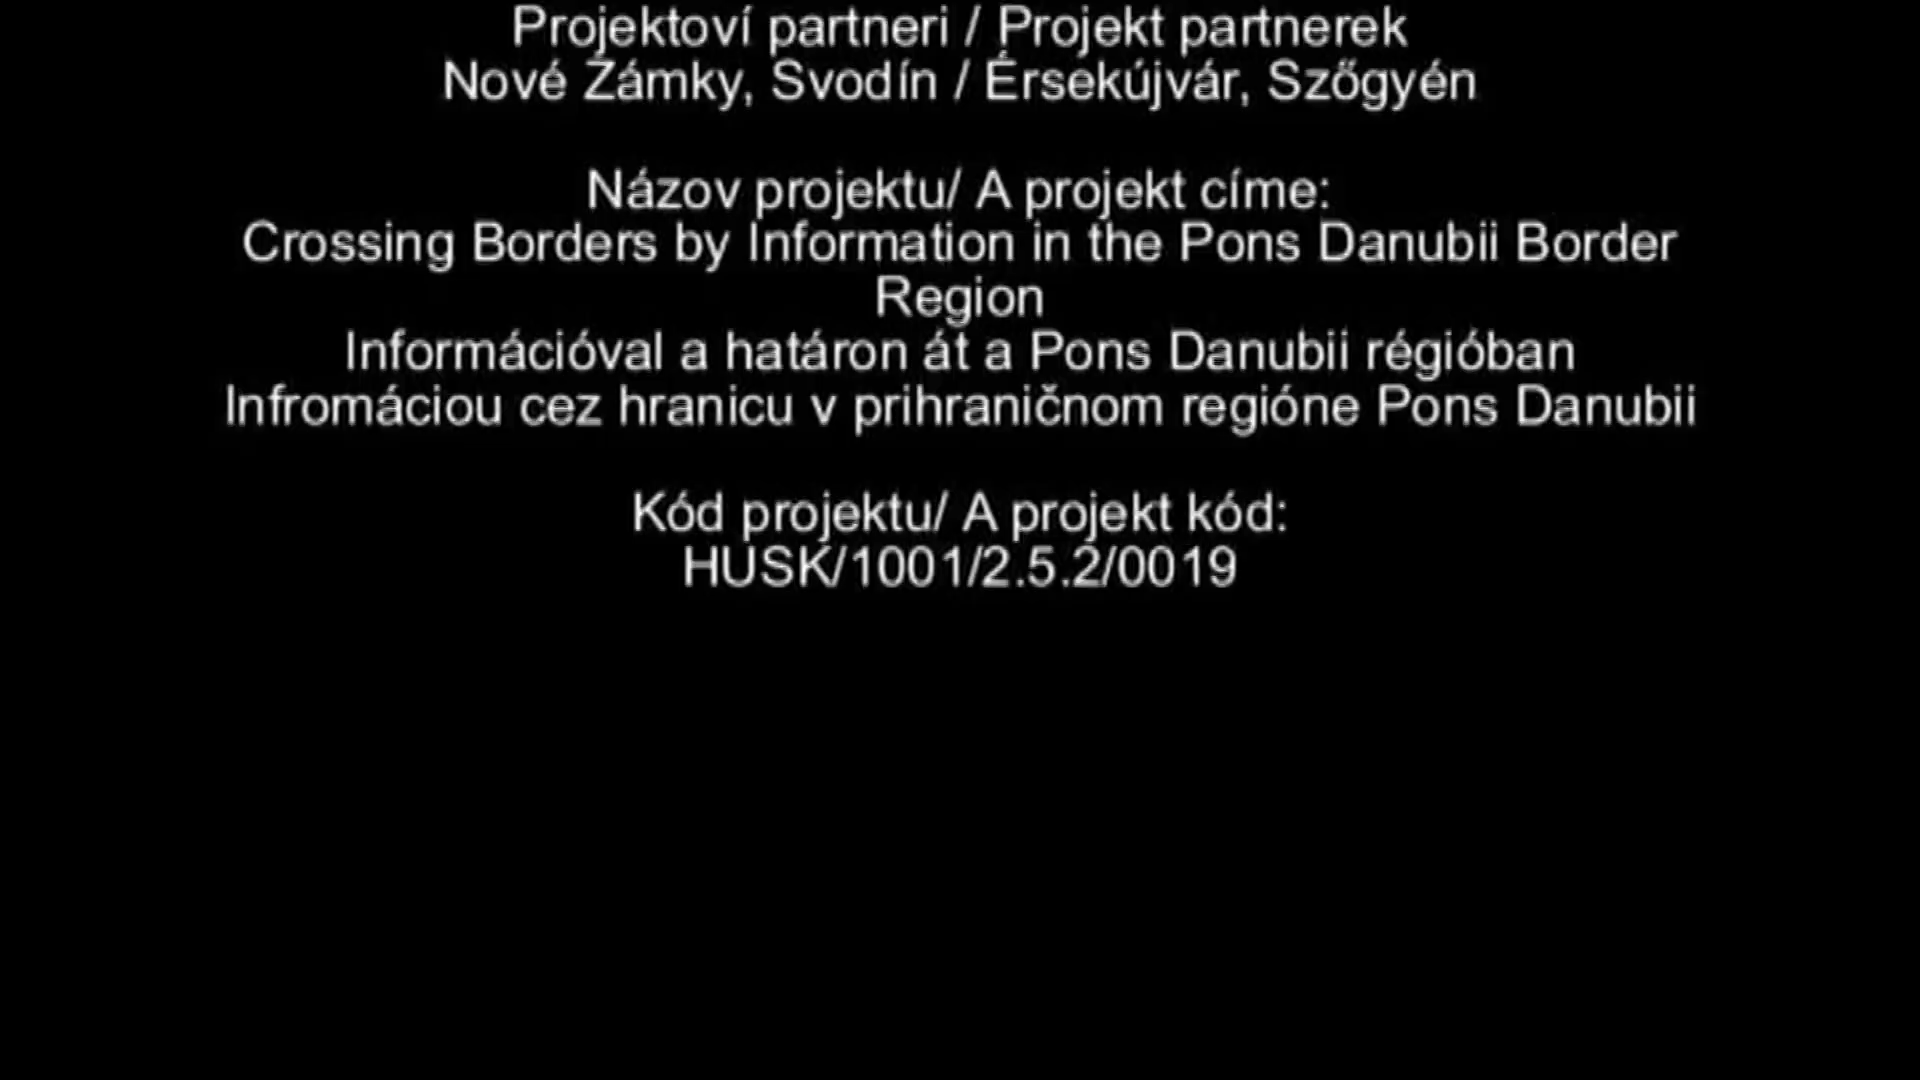 Projektoví partneri / Projekt partnerek
Nové Zámky, Svodín / Érsekújvár, Szőgyén
Názov projektu/ A projekt címe:
Crossing Borders by Information in the Pons Danubii Border
Region
Információval a határon át a Pons Danubii régióban
Infromáciou cez hranicu v prihraničnom regióne Pons Danubii
Kód projektu/ A projekt kód:
HUSK/1001/2.5.2/0019